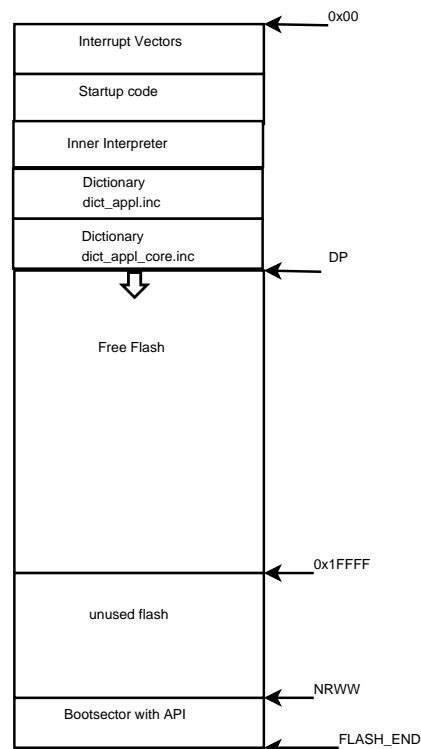 0x00
Interrupt Vectors
Startup code
Inner Interpreter
Dictionary
dict_appl.inc
Dictionary
dict_appl_core.inc
DP
Free Flash
0x1FFFF
unused flash
NRWW
Bootsector with API
FLASH_END